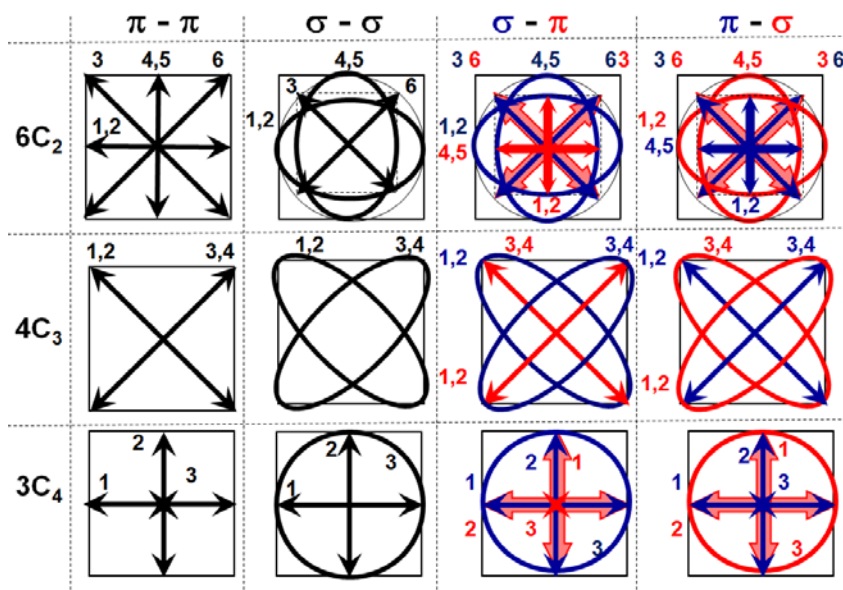 π - π σ - σ σ - π π - σ
3 4,5 6 4,5 3 6 4,5 6 3 3 6 4,5 3 6
3 6
1,2 1,2 1,2 1,2
6C₂ 4,5 4,5
1,2 1,2
1,2 3,4 1,2 3,4 3,4 3,4 3,4 3,4
1,2 1,2
4C₃
1,2 1,2
2 2 3 2 1 2 1
3C₄ 1 3 1 1 1 3
2 3 2
3 3